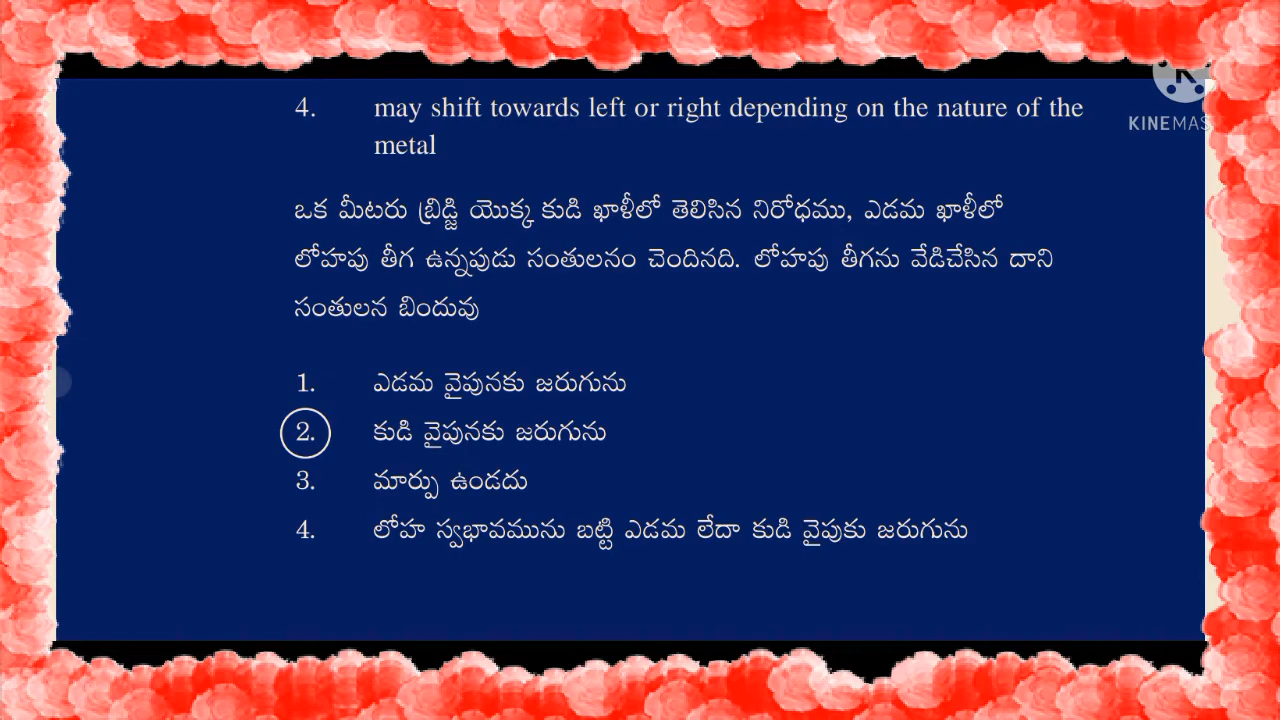 KINEMAS
4. may shift towards left or right depending on the nature of the
metal
ఒక మీటరు బ్రిడ్జి యొక్క కుడి ఖాళీలో తెలిసిన నిరోధము, ఎడమ ఖాళీలో
లోహపు తీగ ఉన్నపుడు సంతులనం చెందినది. లోహపు తీగను వేడిచేసిన దాని
సంతులన బిందువు
1. ఎడమ వైపునకు జరుగును
2. కుడి వైపునకు జరుగును
3. మార్పు ఉండదు
4. లోహ స్వభావమును బట్టి ఎడమ లేదా కుడి వైపుకు జరుగును